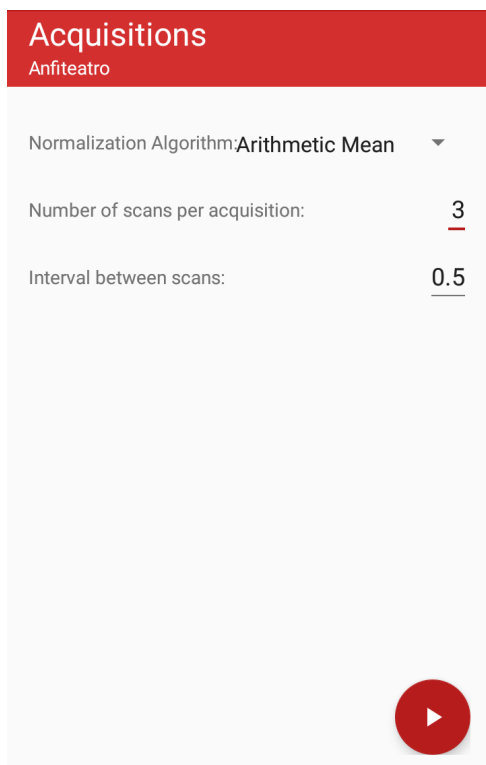 Acquisitions
Anfiteatro
Normalization Algorithm:Arithmetic Mean
Number of scans per acquisition: 3
Interval between scans: 0.5